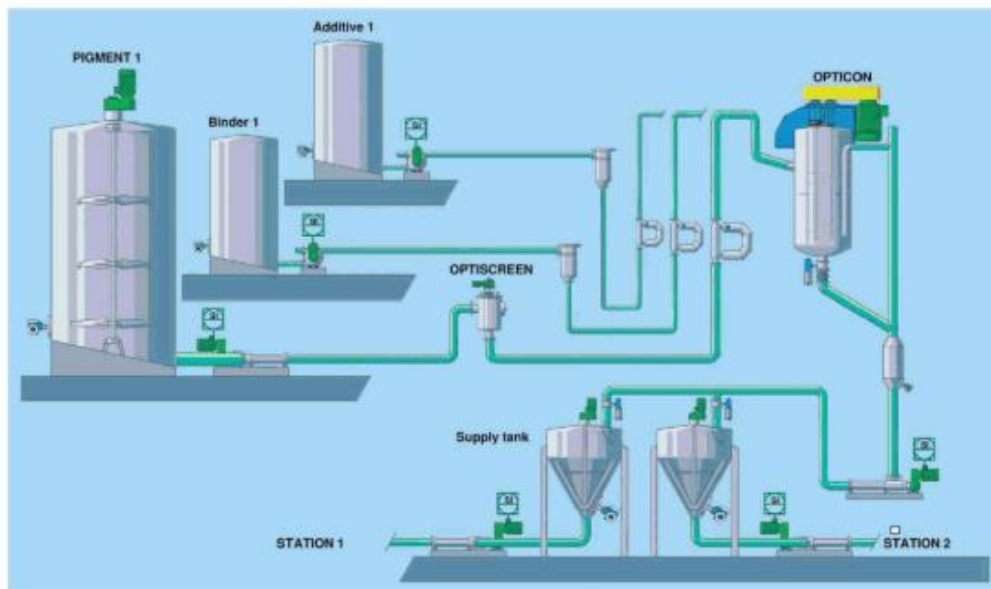 Additive 1
PIGMENT 1
OPTICON
Binder 1
OPTISCREEN
Supply tank
STATION 1
STATION 2